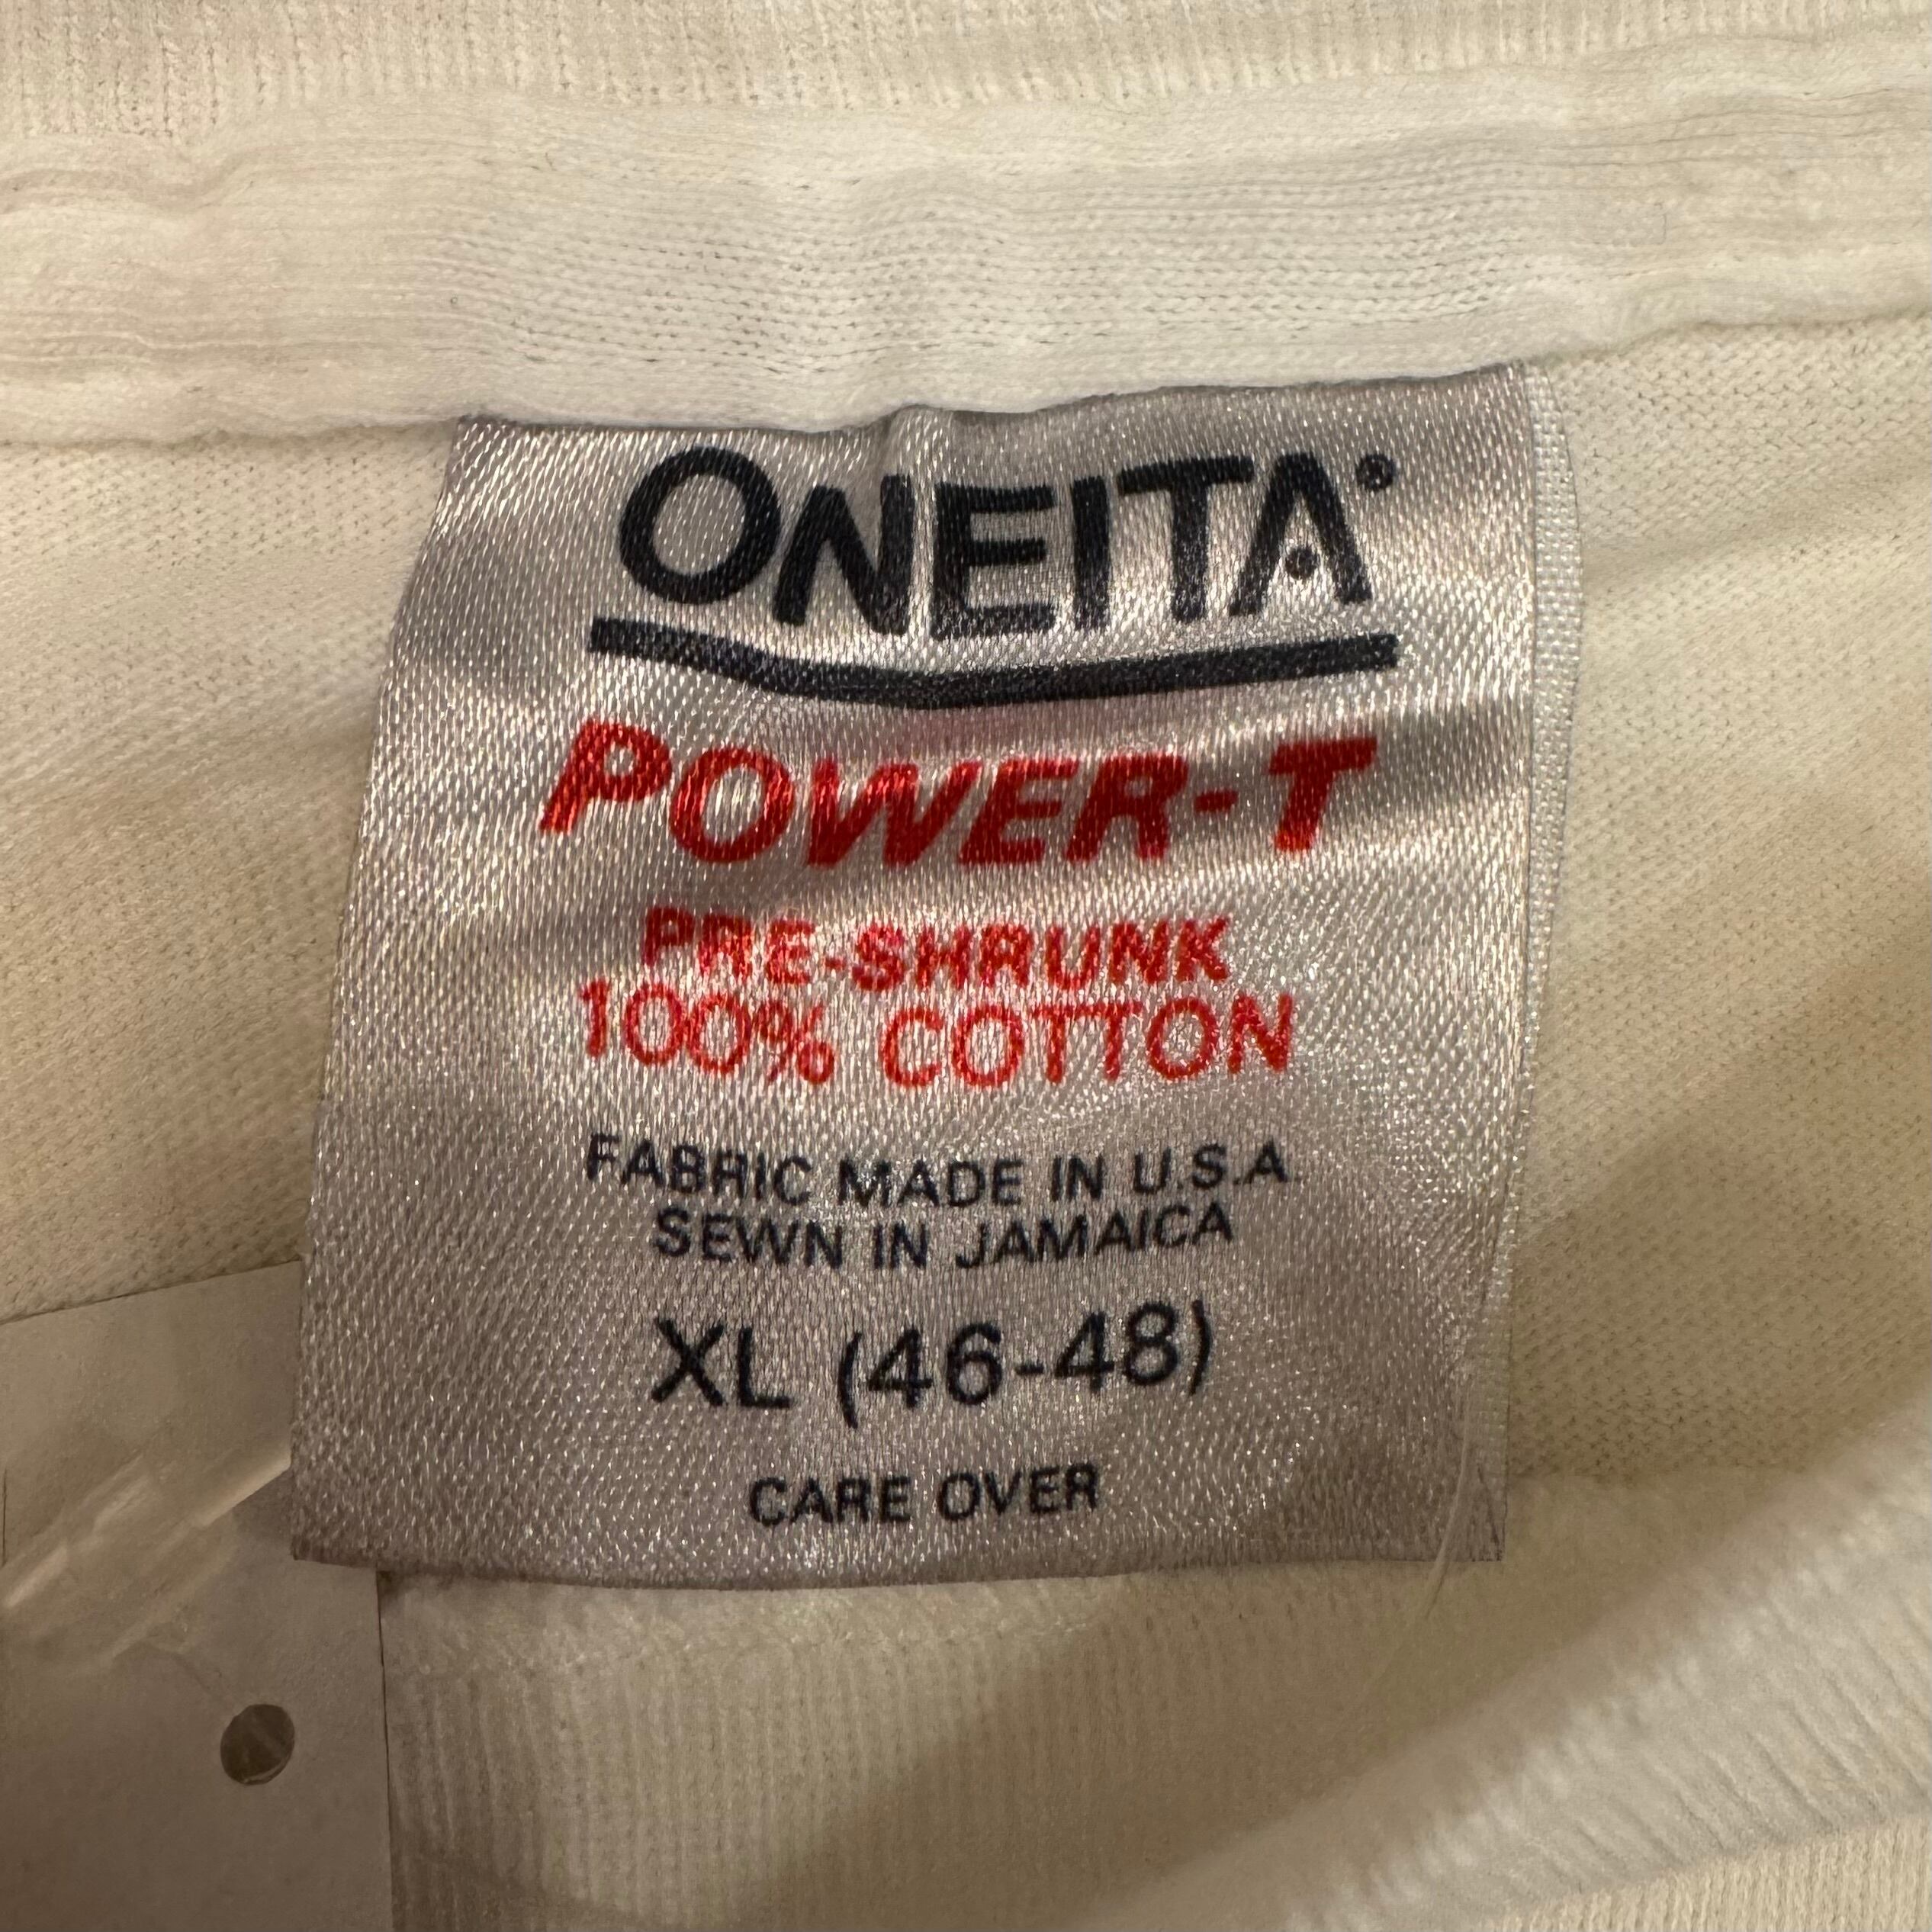 ONEITA®
POWER-T
PRE-SHRUNK
100% COTTON
FABRIC MADE IN U.S.A
SEWN IN JAMAICA
XL (46-48)
CARE OVER